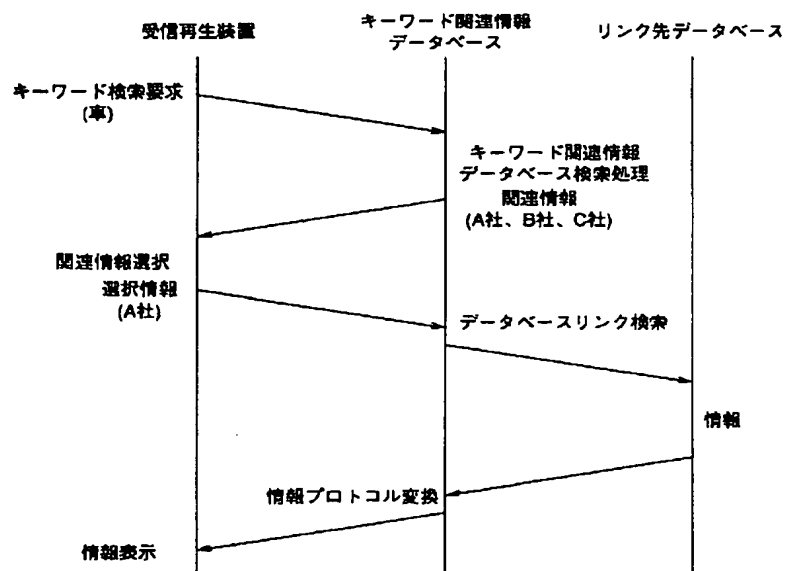 受信再生装置
キーワード関連情報
データベース
リンク先データベース
キーワード検索要求
(車)
キーワード関連情報
データベース検索処理
関連情報
(A社、B社、C社)
関連情報選択
選択情報
(A社)
データベースリンク検索
情報
情報プロトコル変換
情報表示